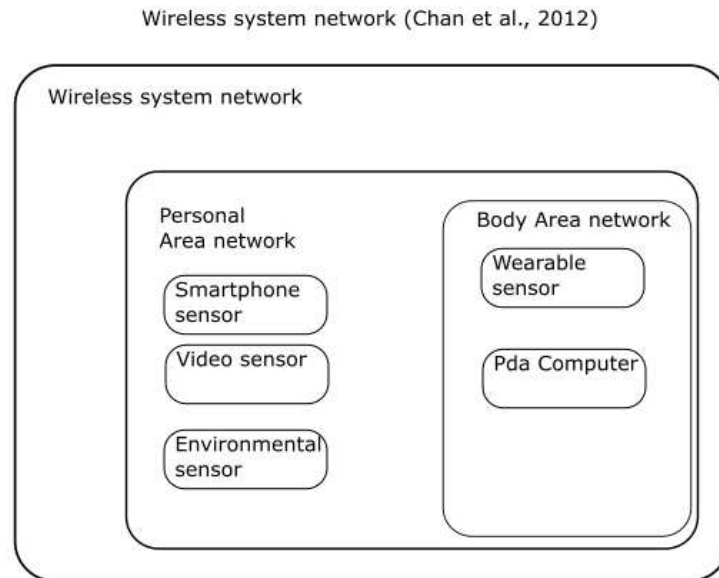 Wireless system network (Chan et al., 2012)
Wireless system network
Personal
Area network
Smartphone
sensor
Video sensor
Environmental
sensor
Body Area network
Wearable
sensor
Pda Computer